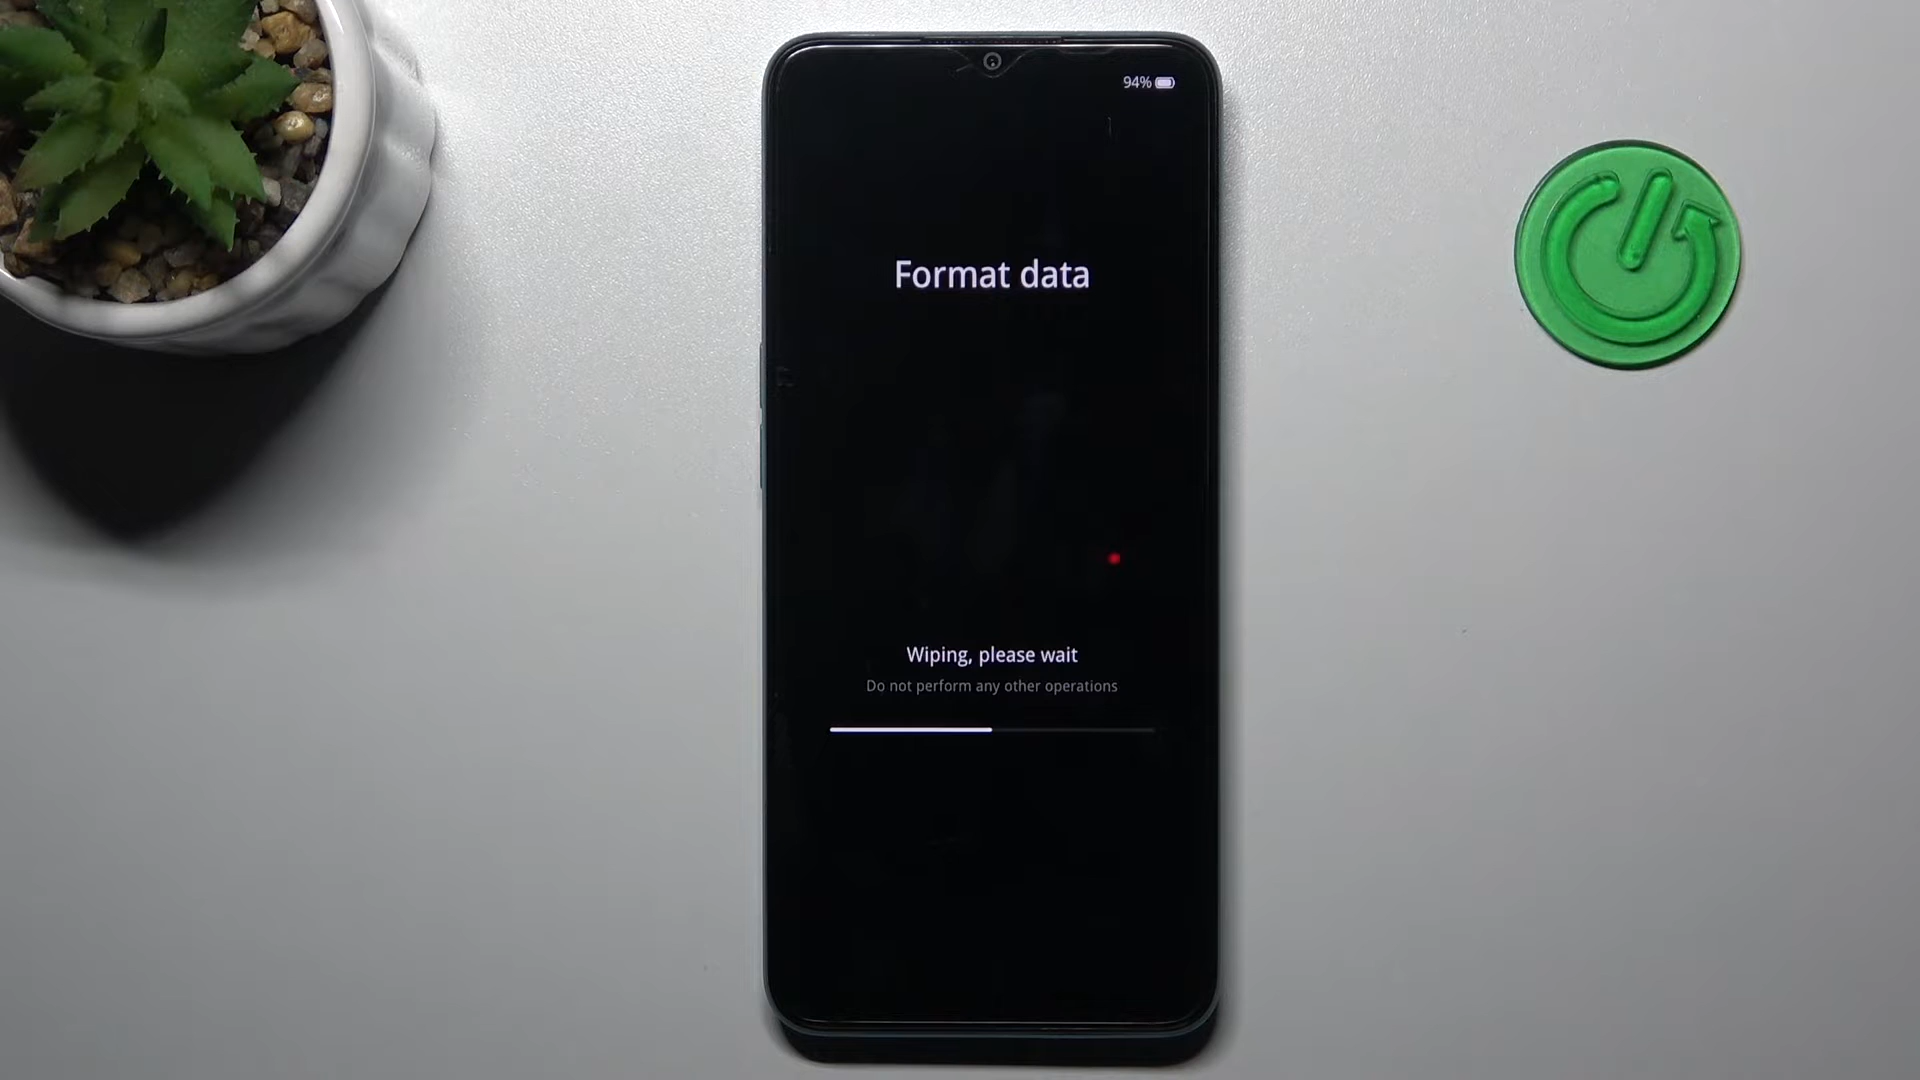 94%
Format data
Wiping, please wait
Do not perform any other operations